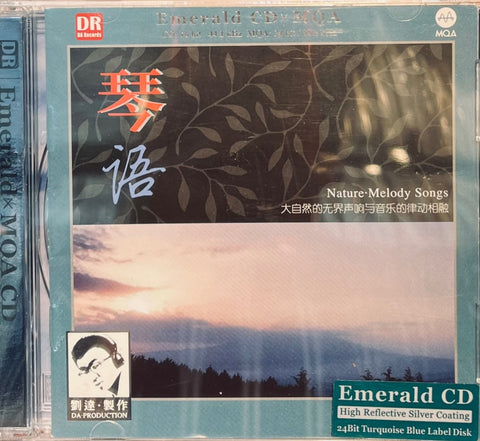 DR
DR Records
Emerald CD × MQA
MQA
琴
语
Nature·Melody Songs
大自然的无界声响与音乐的律动相融
劉達·製作
DA·PRODUCTION
Emerald CD
High Reflective Silver Coating
24Bit Turquoise Blue Label Disk
DR
Emerald × MQA CD